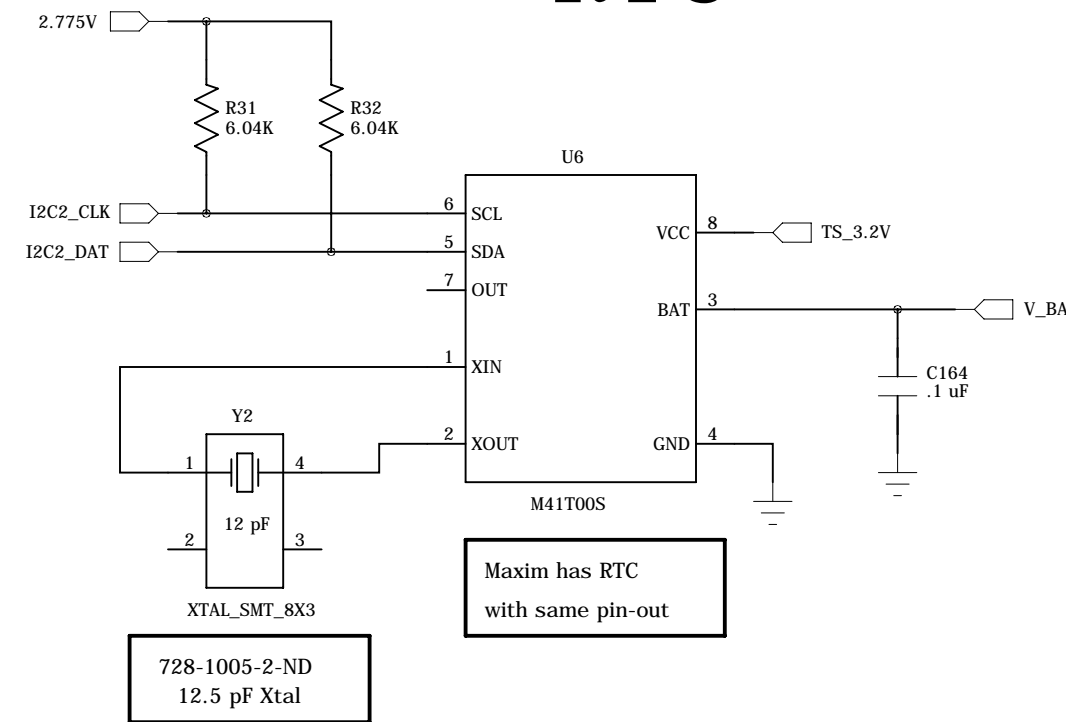 2.775V
R31
6.04K
R32
6.04K
U6
I2C2_CLK
6
SCL
I2C2_DAT
5
SDA
7
OUT
VCC
8
TS_3.2V
BAT
3
V_BA
C164
.1 uF
1
XIN
2
XOUT
GND
4
M41T00S
Y2
1
4
12 pF
2
3
XTAL_SMT_8X3
Maxim has RTC
with same pin-out
728-1005-2-ND
12.5 pF Xtal